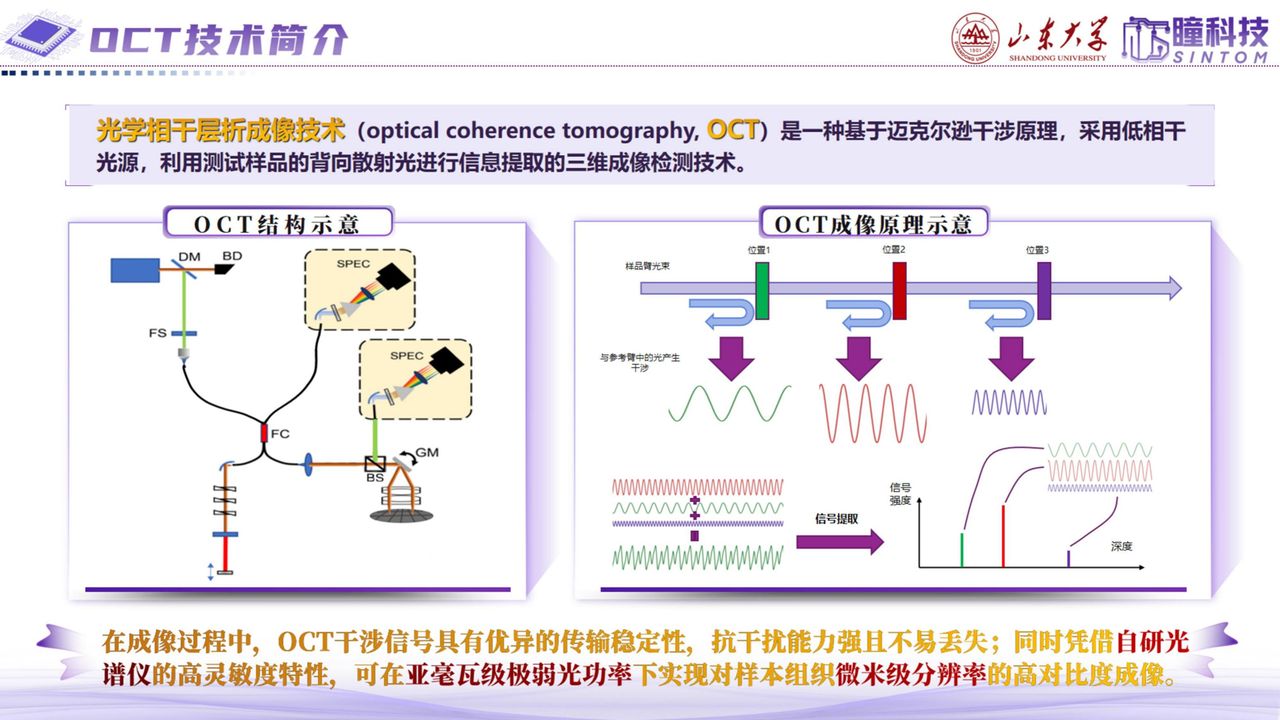 OCT技术简介
山东大学
SHANDONG UNIVERSITY
瞳科技
SINTOM
光学相干层折成像技术（optical coherence tomography, OCT）是一种基于迈克尔逊干涉原理，采用低相干
光源，利用测试样品的背向散射光进行信息提取的三维成像检测技术。
OCT结构示意
DM
BD
SPEC
FS
SPEC
FC
GM
BS
OCT成像原理示意
位置1
位置2
位置3
样品臂光束
与参考臂中的光产生
干涉
信号提取
信号
强度
深度
在成像过程中，OCT干涉信号具有优异的传输稳定性，抗干扰能力强且不易丢失；同时凭借自研光
谱仪的高灵敏度特性，可在亚毫瓦级极弱光功率下实现对样本组织微米级分辨率的高对比度成像。